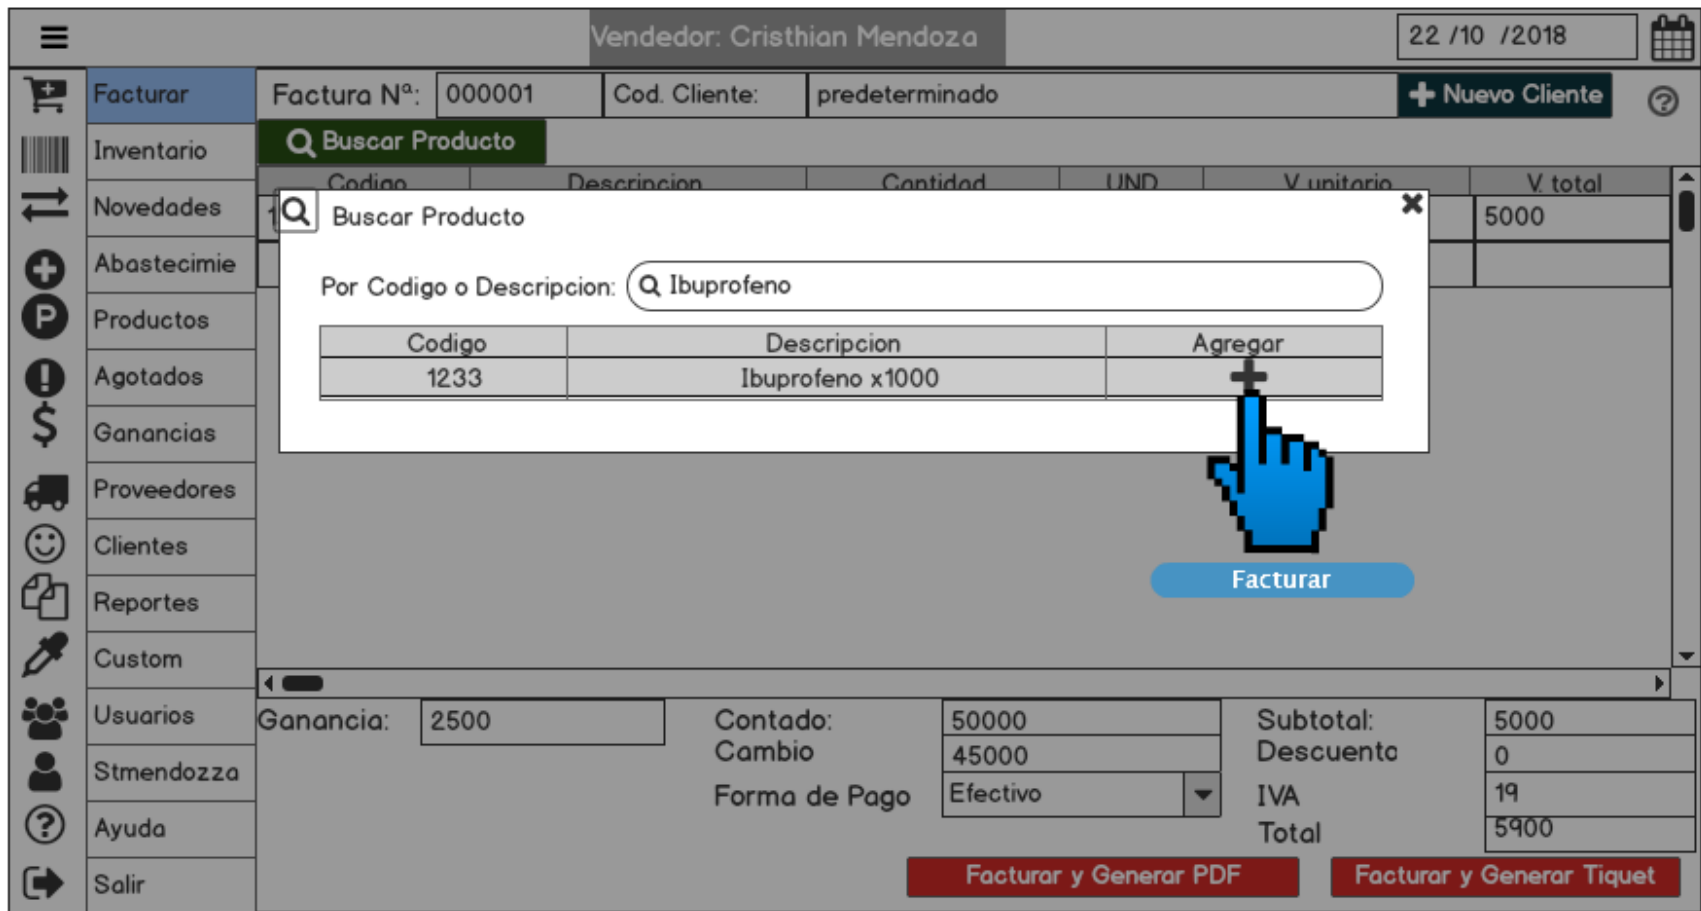 Vendedor: Cristhian Mendoza
22 /10 /2018
Facturar
Factura Nª: 000001 Cod. Cliente: predeterminado
Nuevo Cliente
Buscar Producto
Inventario
Codigo Descripcion Cantidad UND V. unitario V. total
Novedades
1
Buscar Producto
5000
Abastecimie
Por Codigo o Descripcion: Ibuprofeno
Productos
Codigo Descripcion Agregar
Agotados
1233 Ibuprofeno x1000
Ganancias
Proveedores
Clientes
Facturar
Reportes
Custom
Usuarios
Ganancia: 2500 Contado: 50000 Subtotal: 5000
Cambio 45000 Descuento 0
Stmendozza
Forma de Pago Efectivo IVA 19
Ayuda
Total 5900
Salir
Facturar y Generar PDF Facturar y Generar Tiquet